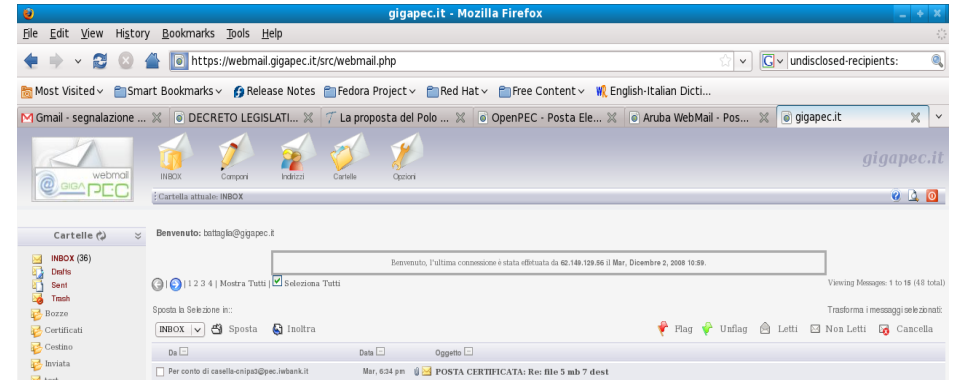 gigapec.it - Mozilla Firefox
File Edit View History Bookmarks Tools Help
https://webmail.gigapec.it/src/webmail.php
undisclosed-recipients:
Most Visited Smart Bookmarks Release Notes Fedora Project Red Hat Free Content English-Italian Dicti...
Gmail - segnalazione ... DECRETO LEGISLATI... La proposta del Polo ... OpenPEC - Posta Ele... Aruba WebMail - Pos... gigapec.it
webmail
GIGA PEC
INBOX Componi Indirizzi Cartelle Opzioni
gigapec.it
Cartella attuale: INBOX
Cartelle
Benvenuto: battaglia@gigapec.it
INBOX (36)
Drafts
Sent
Trash
Bozze
Certificati
Cestino
Inviata
test
Benvenuto, l'ultima connessione è stata effetuata da 62.149.129.56 il Mar, Dicembre 2, 2008 10:59.
| 1 2 3 4 | Mostra Tutti | Seleziona Tutti
Viewing Messages: 1 to 15 (48 total)
Sposta la Selezione in::
Trasforma i messaggi selezionati:
INBOX Sposta Inoltra
Flag Unflag Letti Non Letti Cancella
Da Data Oggetto
Per conto di casella-cnips3@pec.iwbank.it Mar, 6:34 pm POSTA CERTIFICATA: Re: file 5 mb 7 dest